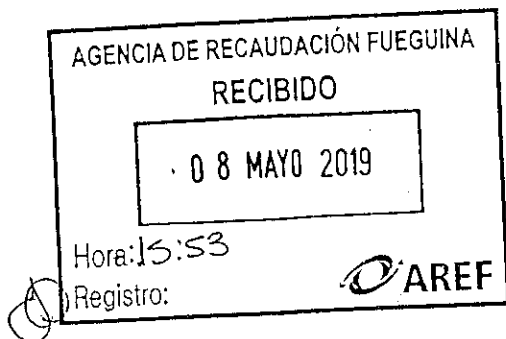 AGENCIA DE RECAUDACIÓN FUEGUINA
RECIBIDO
08 MAYO 2019
Hora: 15:53
Registro:
AREF